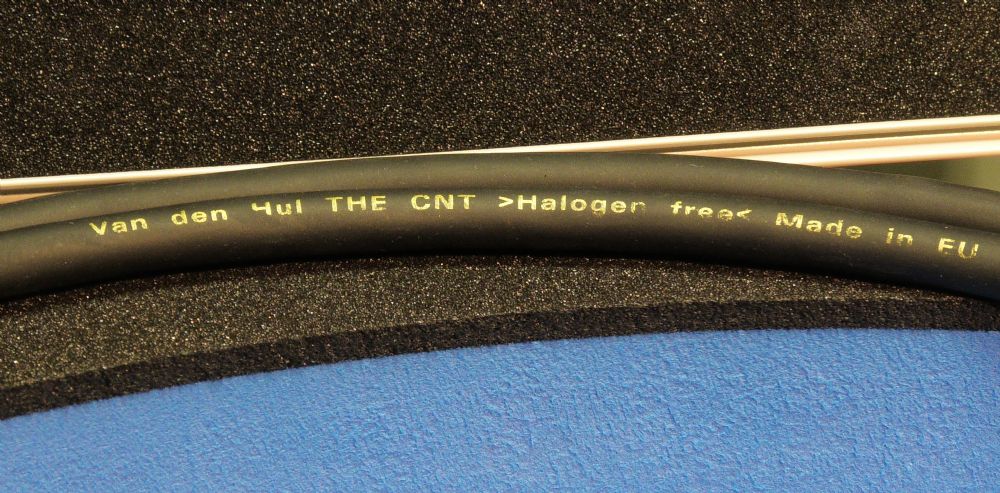 Van den Hul THE CNT >Halogen free< Made in EU